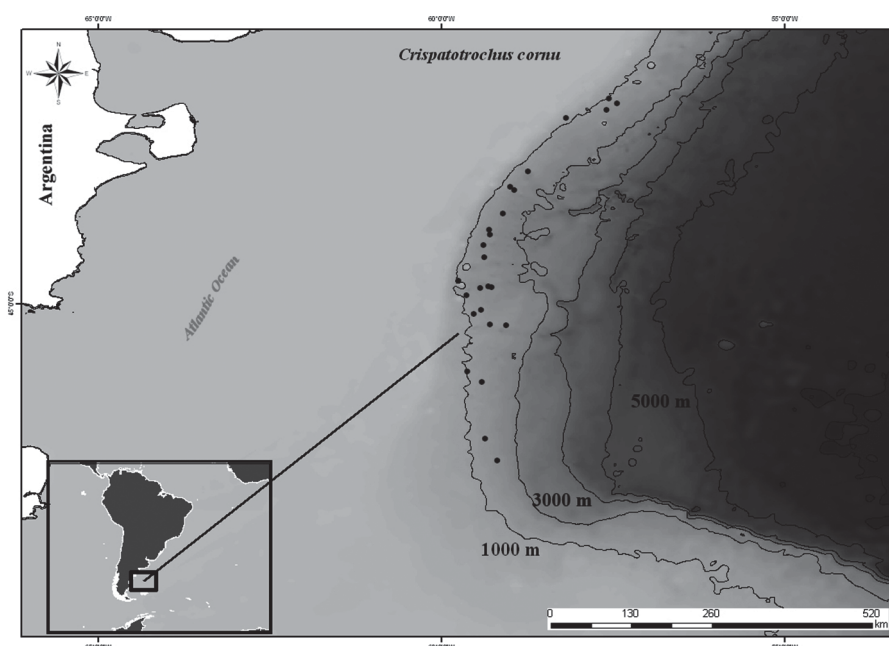 65°0'0"W 60°0'0"W 55°0'0"W
Crispatotrochus cornu
N
W E
S
Argentina
Atlantic Ocean
45°0'0"S
5000 m
3000 m
1000 m
0 130 260 520
km